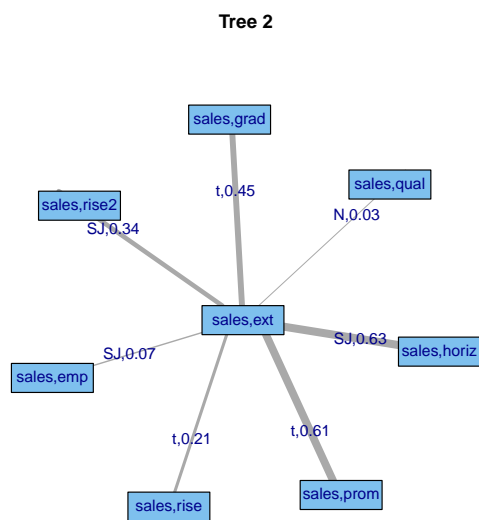 Tree 2
sales,grad
sales,qual
t,0.45
sales,rise2
N,0.03
SJ,0.34
sales,ext
SJ,0.63
sales,horiz
SJ,0.07
sales,emp
t,0.61
t,0.21
sales,prom
sales,rise